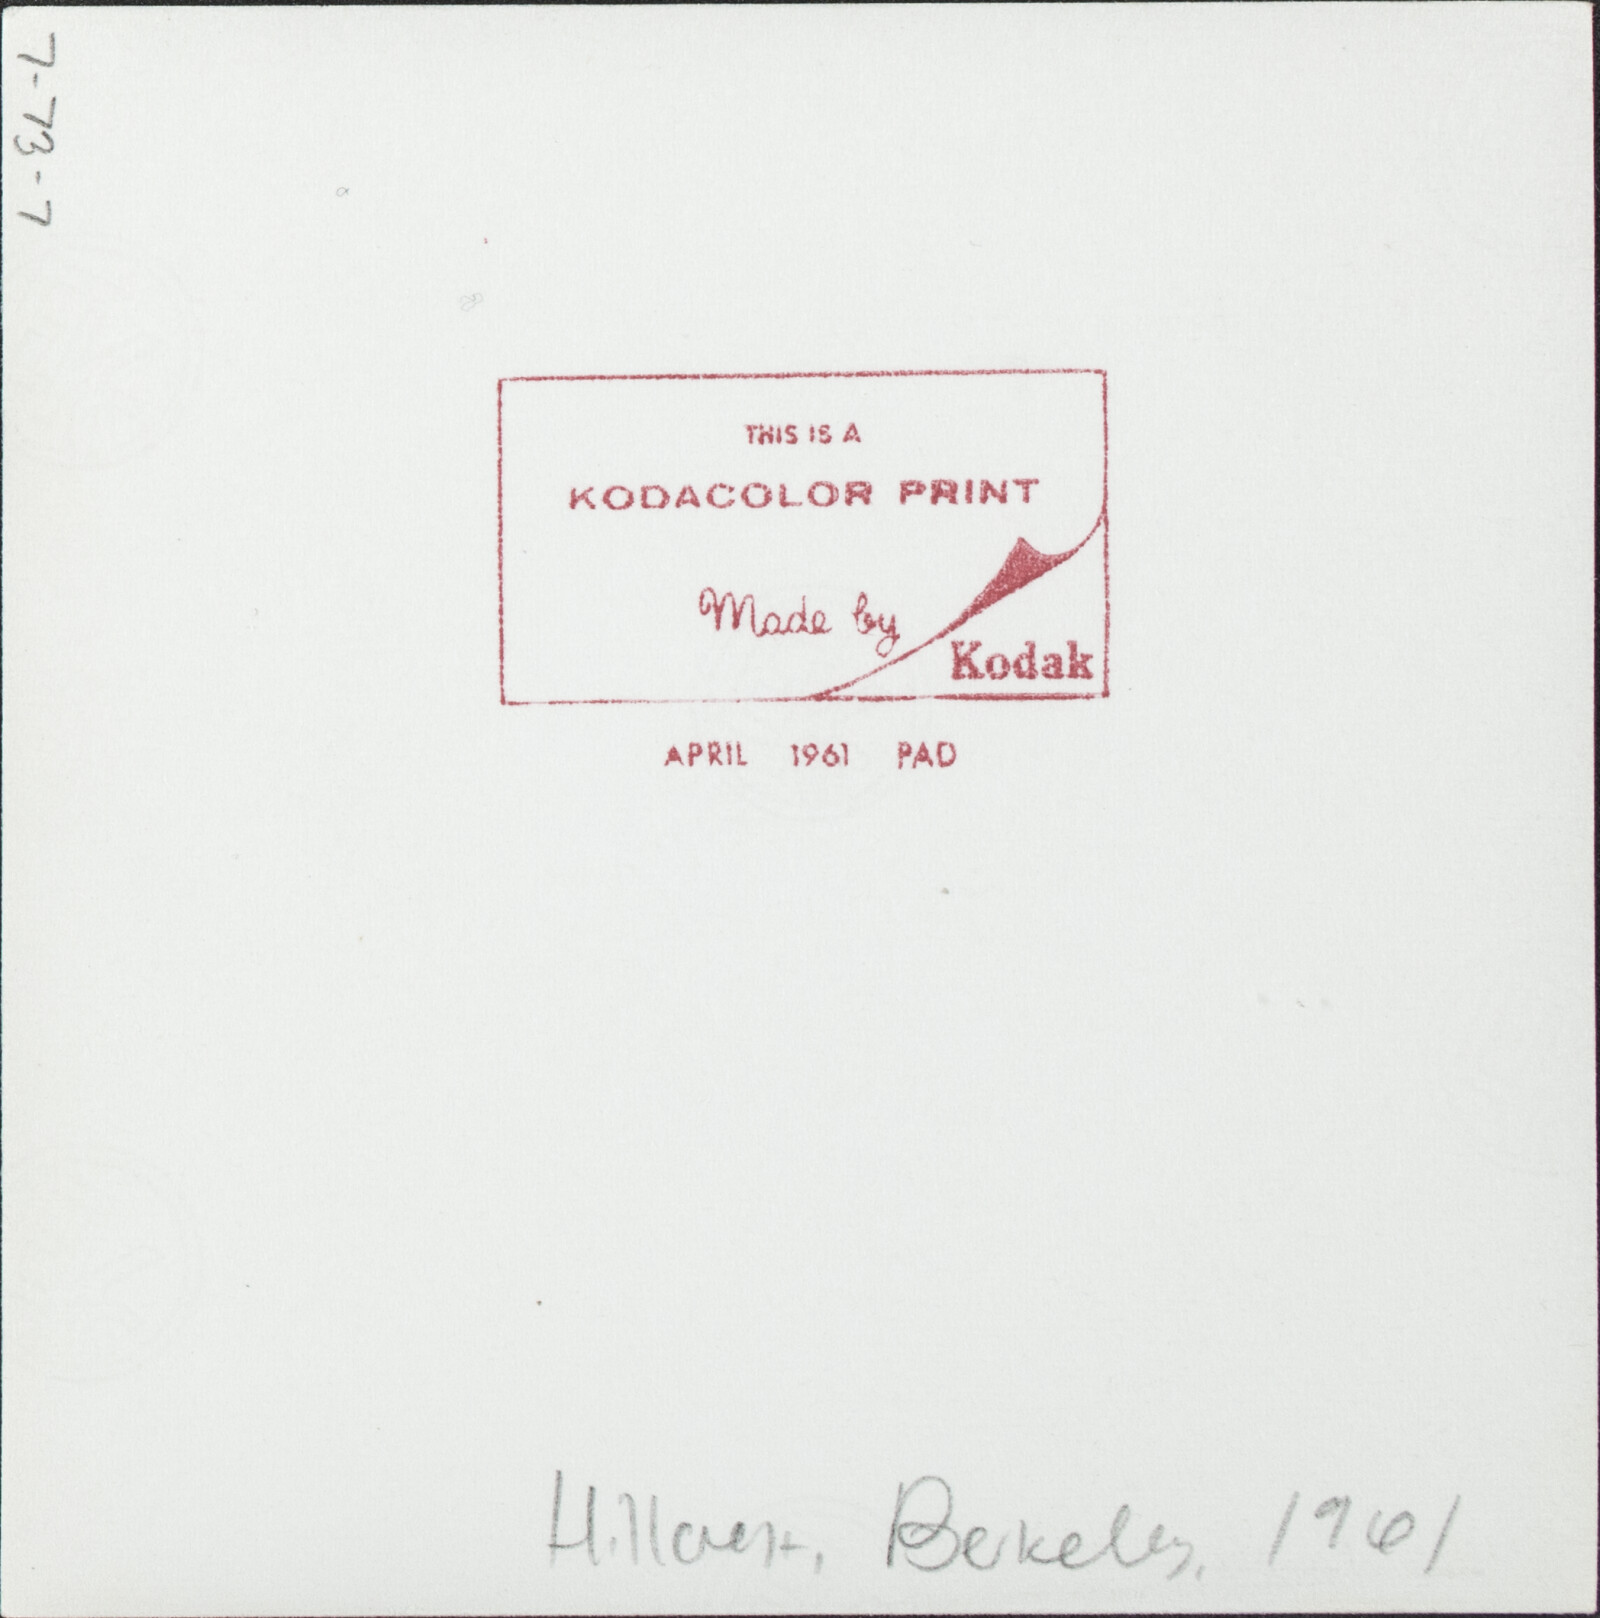 7-73-7
THIS IS A
KODACOLOR PRINT
Made by
Kodak
APRIL 1961 PAD
Hillcrest, Berkeley, 1961